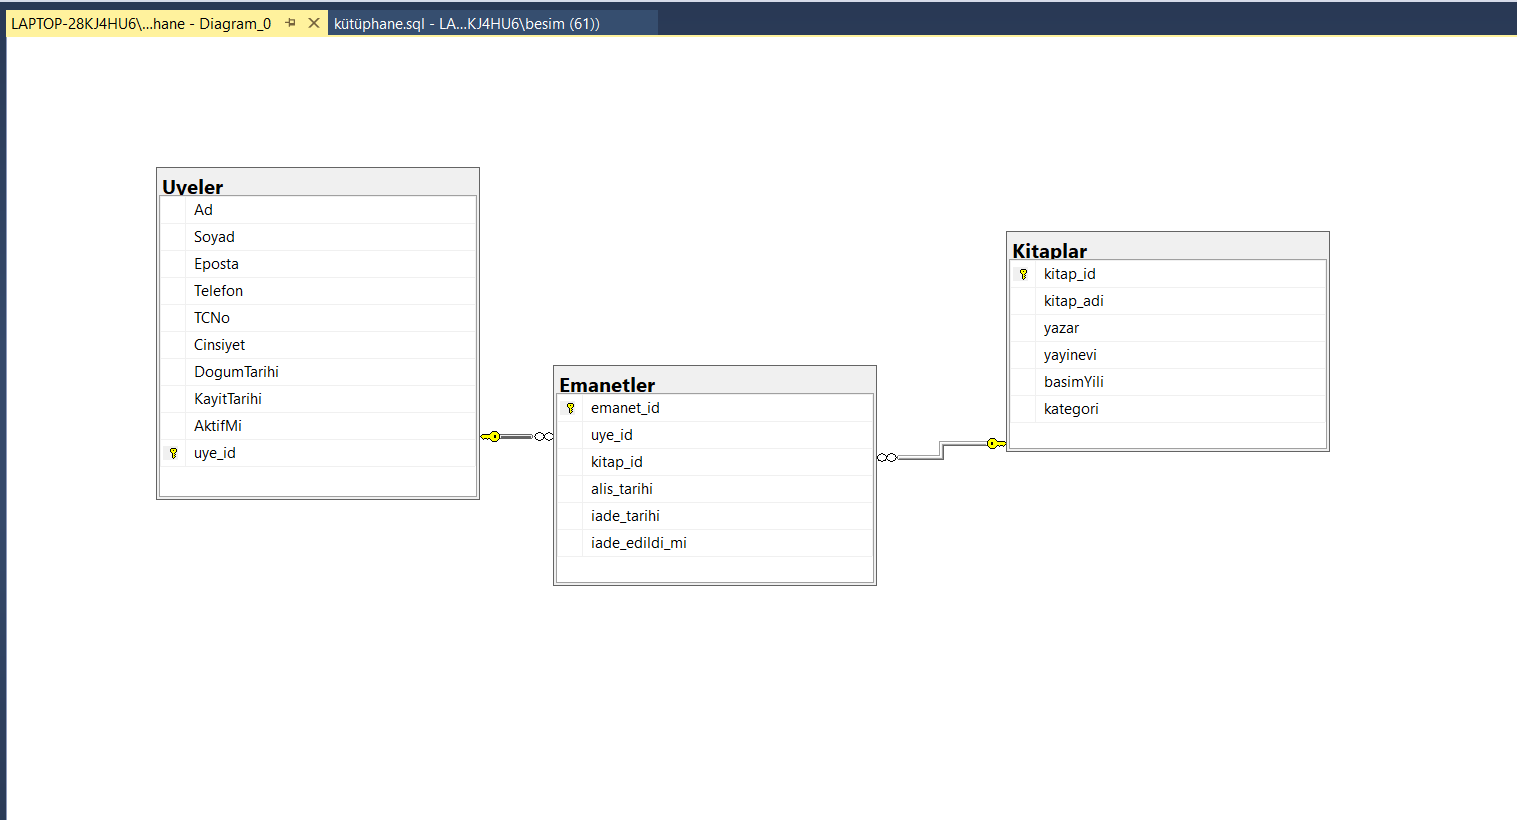 LAPTOP-28KJ4HU6\...hane - Diagram_0
kütüphane.sql - LA...KJ4HU6\besim (61))
Uyeler
Ad
Soyad
Eposta
Telefon
TCNo
Cinsiyet
DogumTarihi
KayitTarihi
AktifMi
uye_id
Emanetler
emanet_id
uye_id
kitap_id
alis_tarihi
iade_tarihi
iade_edildi_mi
Kitaplar
kitap_id
kitap_adi
yazar
yayinevi
basimYili
kategori